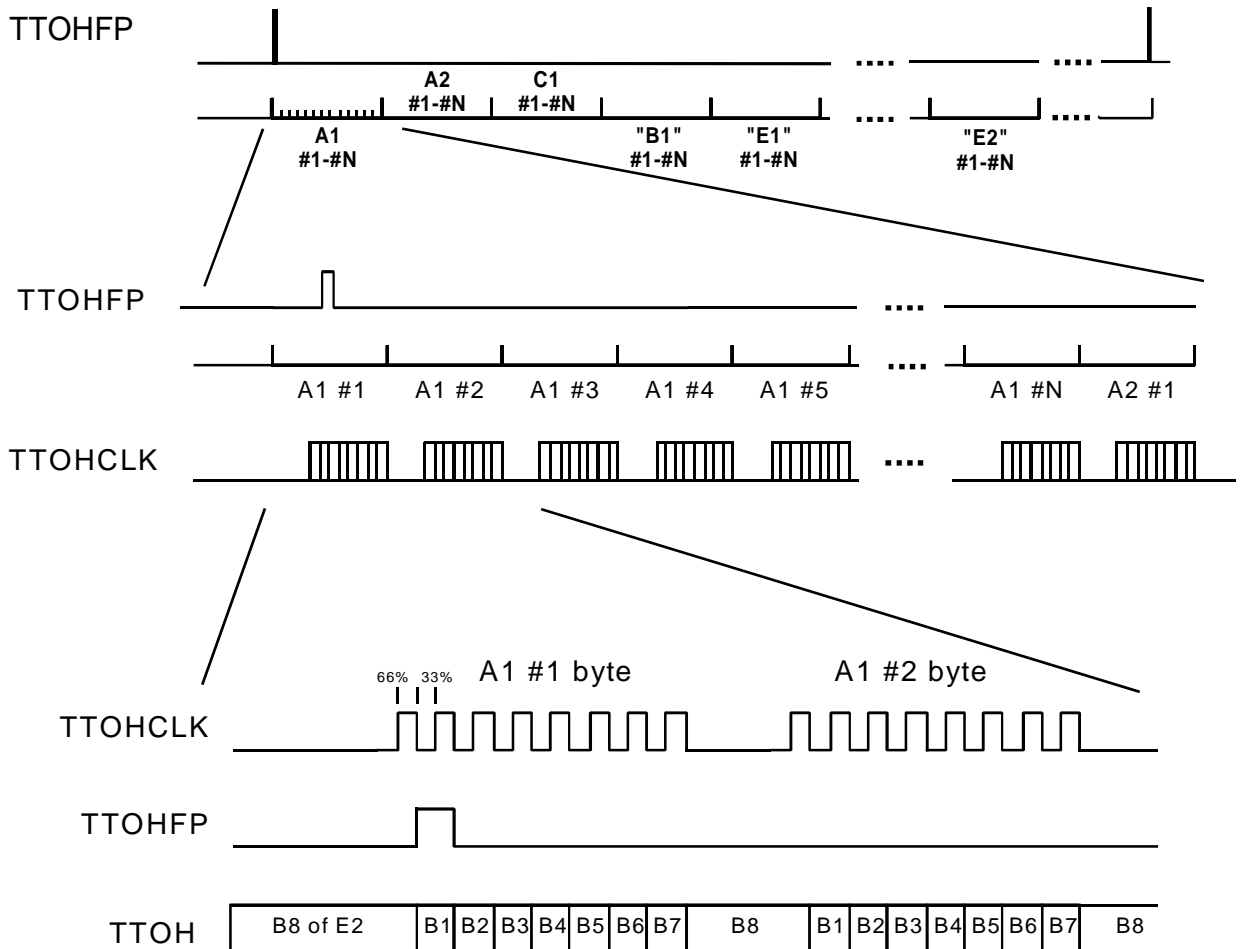 TTOHFP
A2
#1-#N
C1
#1-#N
A1
#1-#N
"B1"
#1-#N
"E1"
#1-#N
"E2"
#1-#N
TTOHFP
A1 #1 A1 #2 A1 #3 A1 #4 A1 #5 A1 #N A2 #1
TTOHCLK
66% 33% A1 #1 byte A1 #2 byte
TTOHCLK
TTOHFP
TTOH B8 of E2 B1 B2 B3 B4 B5 B6 B7 B8 B1 B2 B3 B4 B5 B6 B7 B8